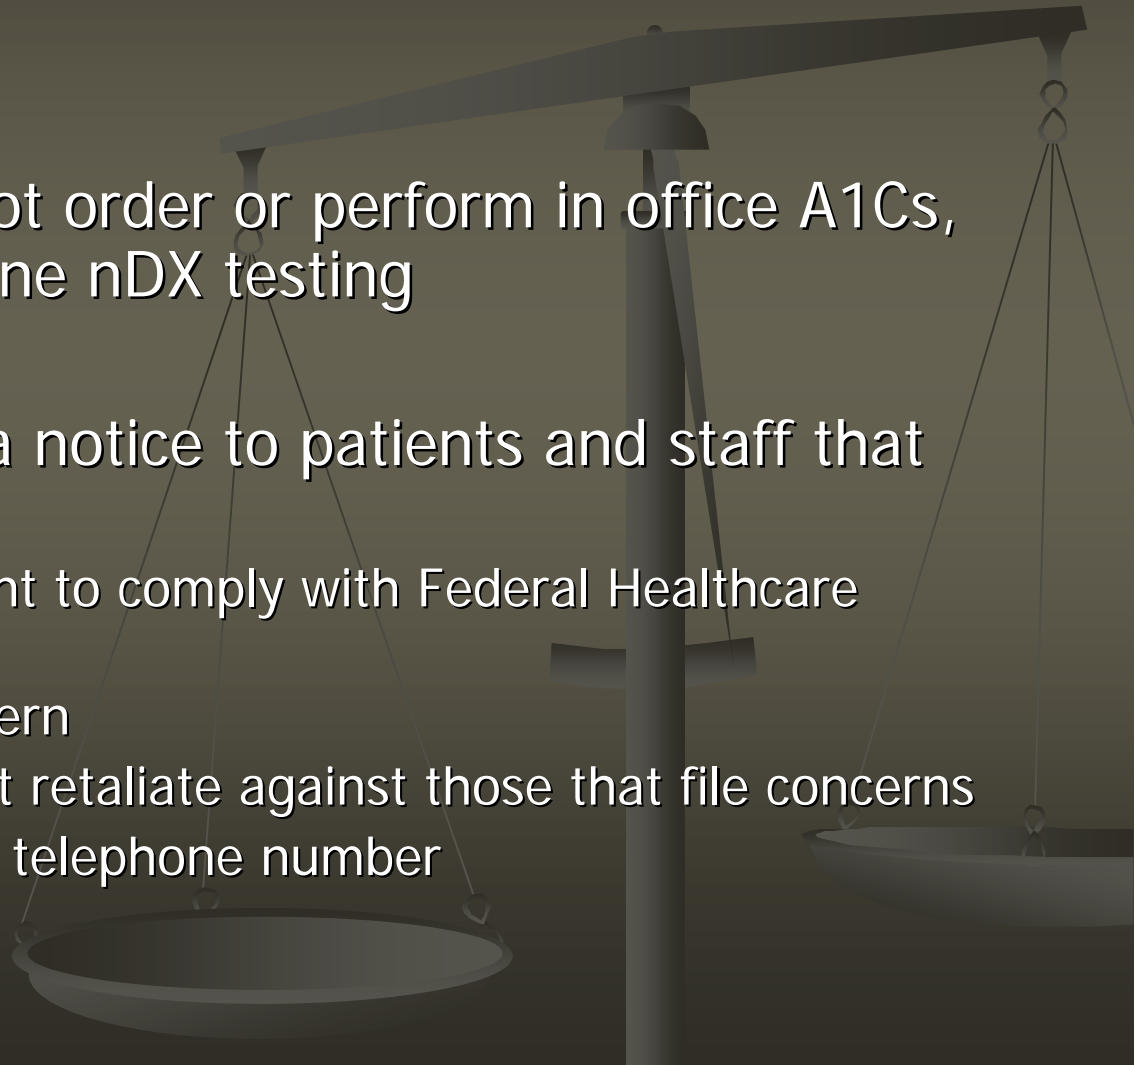 ot order or perform in office A1Cs,
ne nDX testing
a notice to patients and staff that
nt to comply with Federal Healthcare
ern
t retaliate against those that file concerns
telephone number